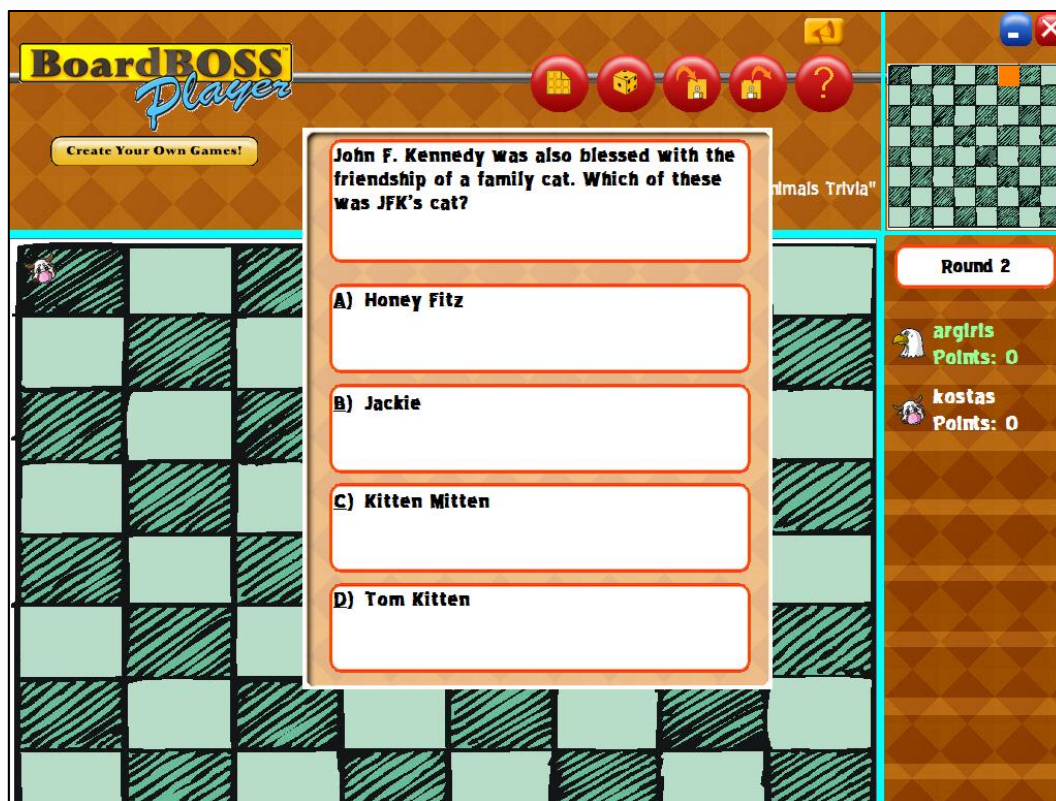 BoardBOSS™
Player
Create Your Own Games!
?
nimals Trivia"
John F. Kennedy was also blessed with the
friendship of a family cat. Which of these
was JFK's cat?
A) Honey Fitz
B) Jackie
C) Kitten Mitten
D) Tom Kitten
Round 2
argiris
Points: 0
kostas
Points: 0